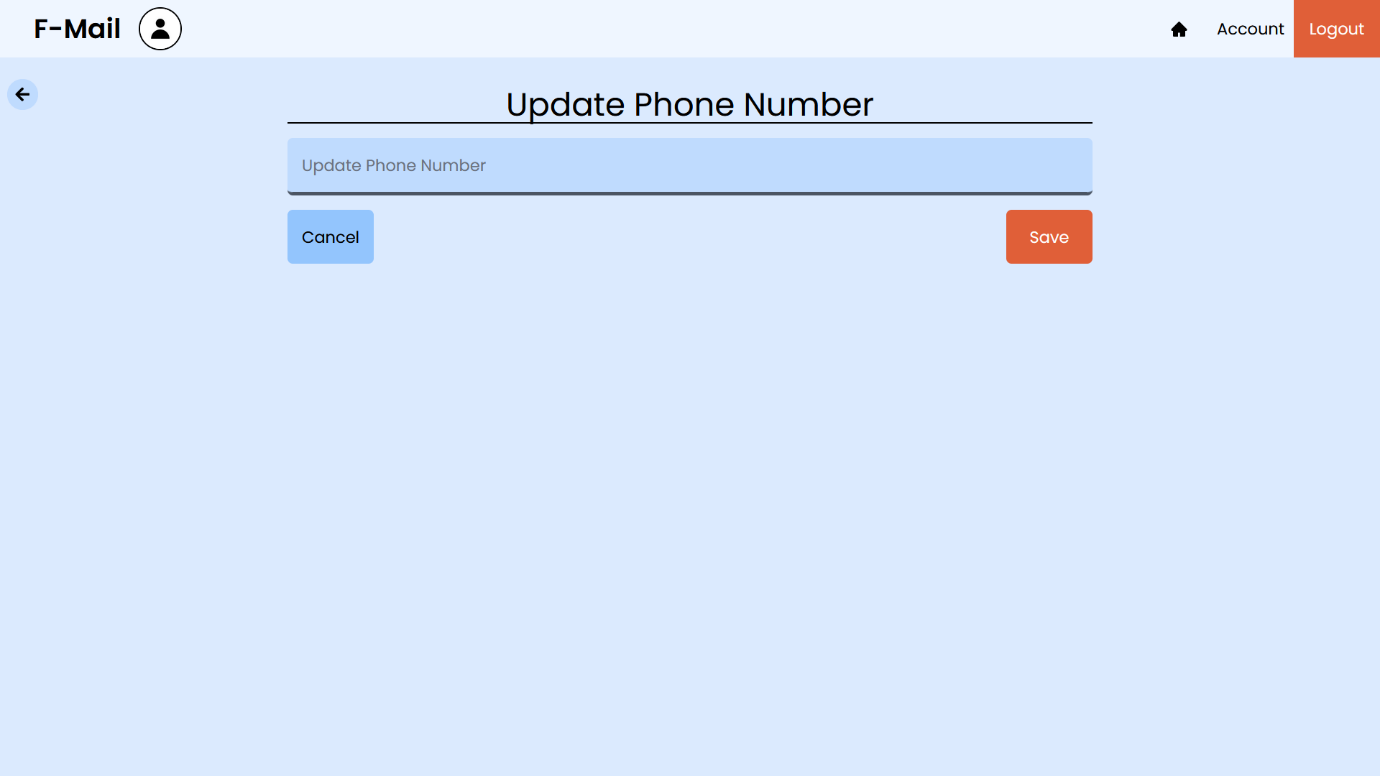 F-Mail
Account
Logout
Update Phone Number
Update Phone Number
Cancel
Save